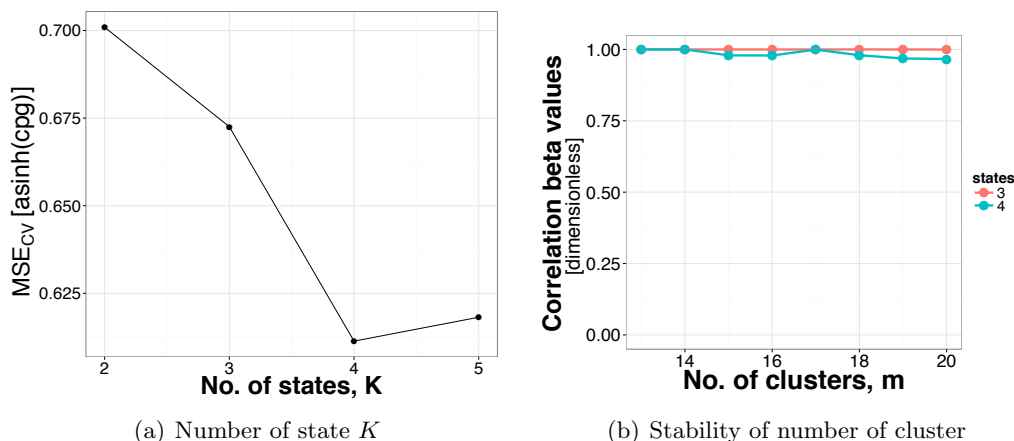 0.700
0.675
0.650
0.625
MSE_CV [asinh(cpg)]
2 3 4 5
No. of states, K
(a) Number of state K
1.00
0.75
0.50
0.25
0.00
Correlation beta values
[dimensionless]
14 16 18 20
No. of clusters, m
states
3
4
(b) Stability of number of cluster